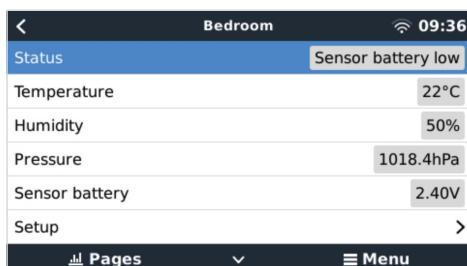 Bedroom 09:36
Status Sensor battery low
Temperature 22°C
Humidity 50%
Pressure 1018.4hPa
Sensor battery 2.40V
Setup
Pages Menu